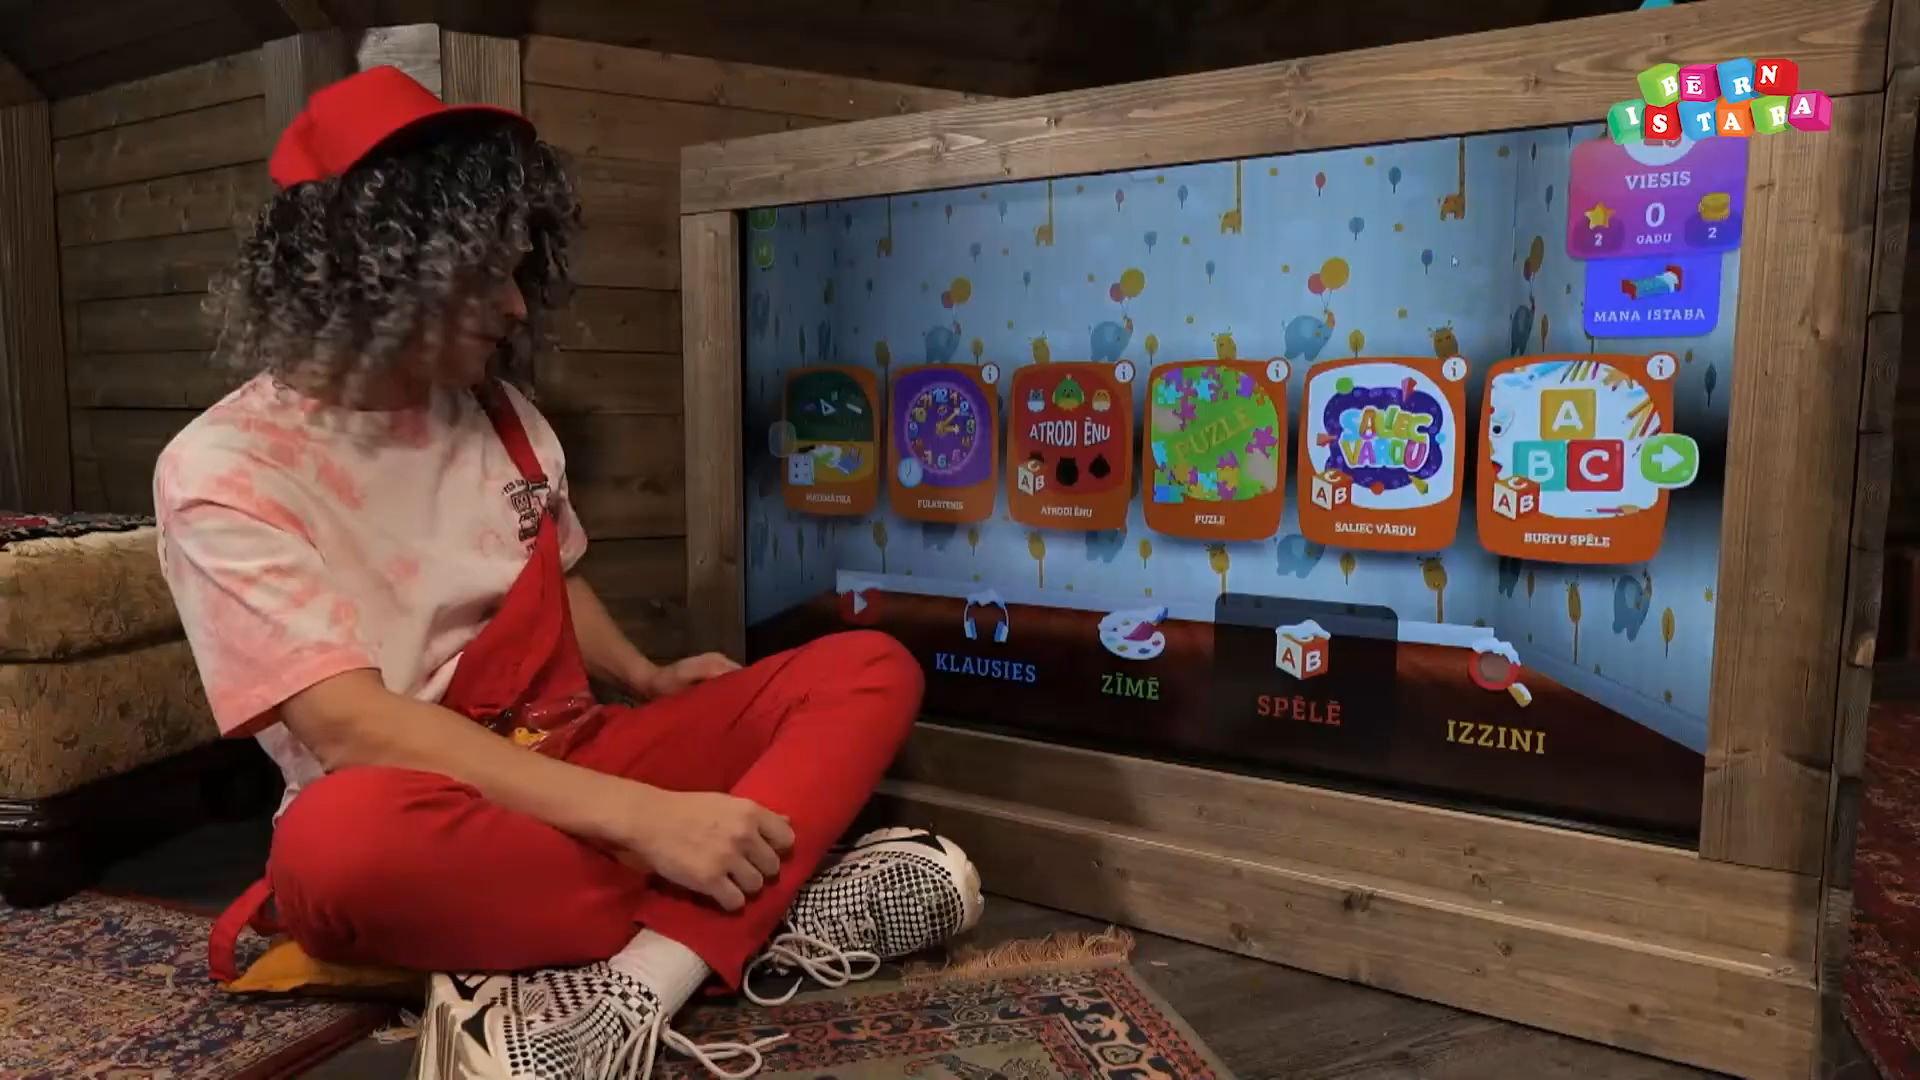 BĒRN
ISTABA
VIESIS
0
2
GADU
2
MANA ISTABA
ATRODI ĒNU
PUZLE
SALIEC
VĀRDU
A
B C
MATEMĀTIKA
PULKSTENIS
ATRODI ĒNU
PUZLE
SALIEC VĀRDU
BURTU SPĒLE
KLAUSIES
ZĪMĒ
SPĒLĒ
IZZINI